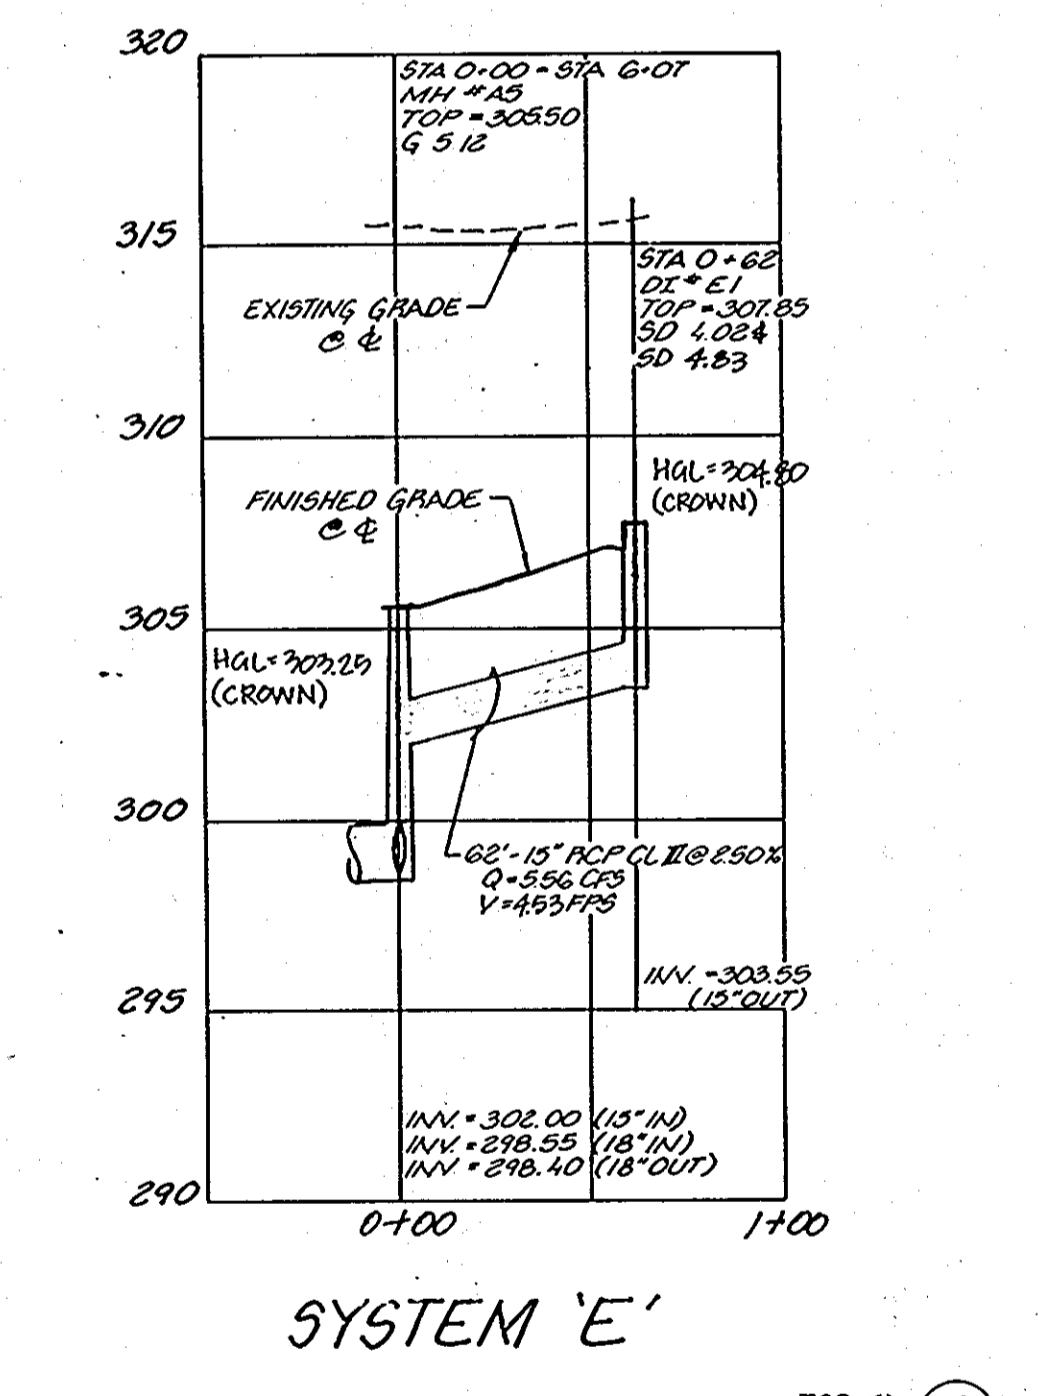 320
STA 0+00 = STA 6+07
MH #A5
TOP = 305.50
G 5.12
315
STA 0+62
DI # E1
TOP = 307.85
SD 4.02 &
SD 4.83
EXISTING GRADE
@ ℄
310
HGL=304.80
(CROWN)
FINISHED GRADE
@ ℄
305
HGL=303.25
(CROWN)
300
62'-15" RCP CL III @ 2.50%
Q=5.56 CFS
V=4.53 FPS
INV. =303.55
(15" OUT)
295
INV. = 302.00 (15" IN)
INV. = 298.55 (18" IN)
INV. = 298.40 (18" OUT)
290
0+00
1+00
SYSTEM 'E'